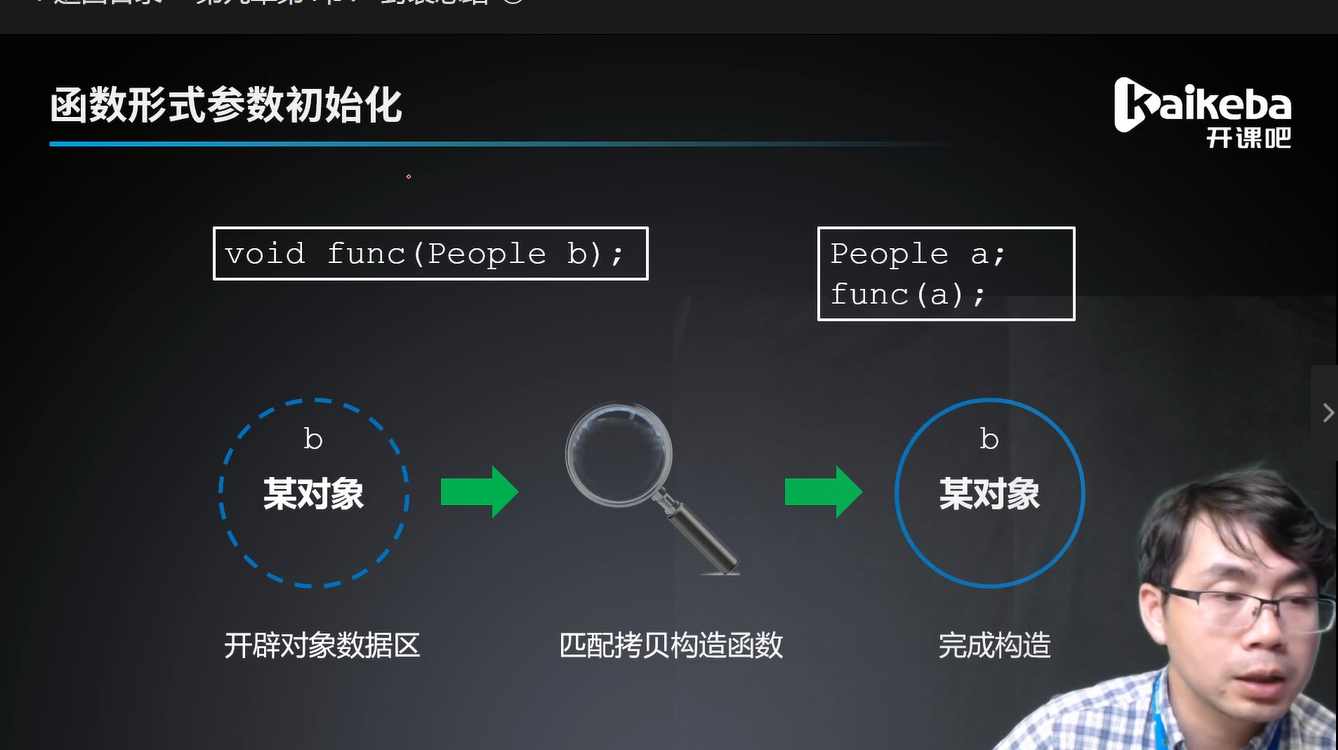 函数形式参数初始化
Kaikeba
开课吧
void func(People b);
People a;
func(a);
b
某对象
b
某对象
开辟对象数据区
匹配拷贝构造函数
完成构造